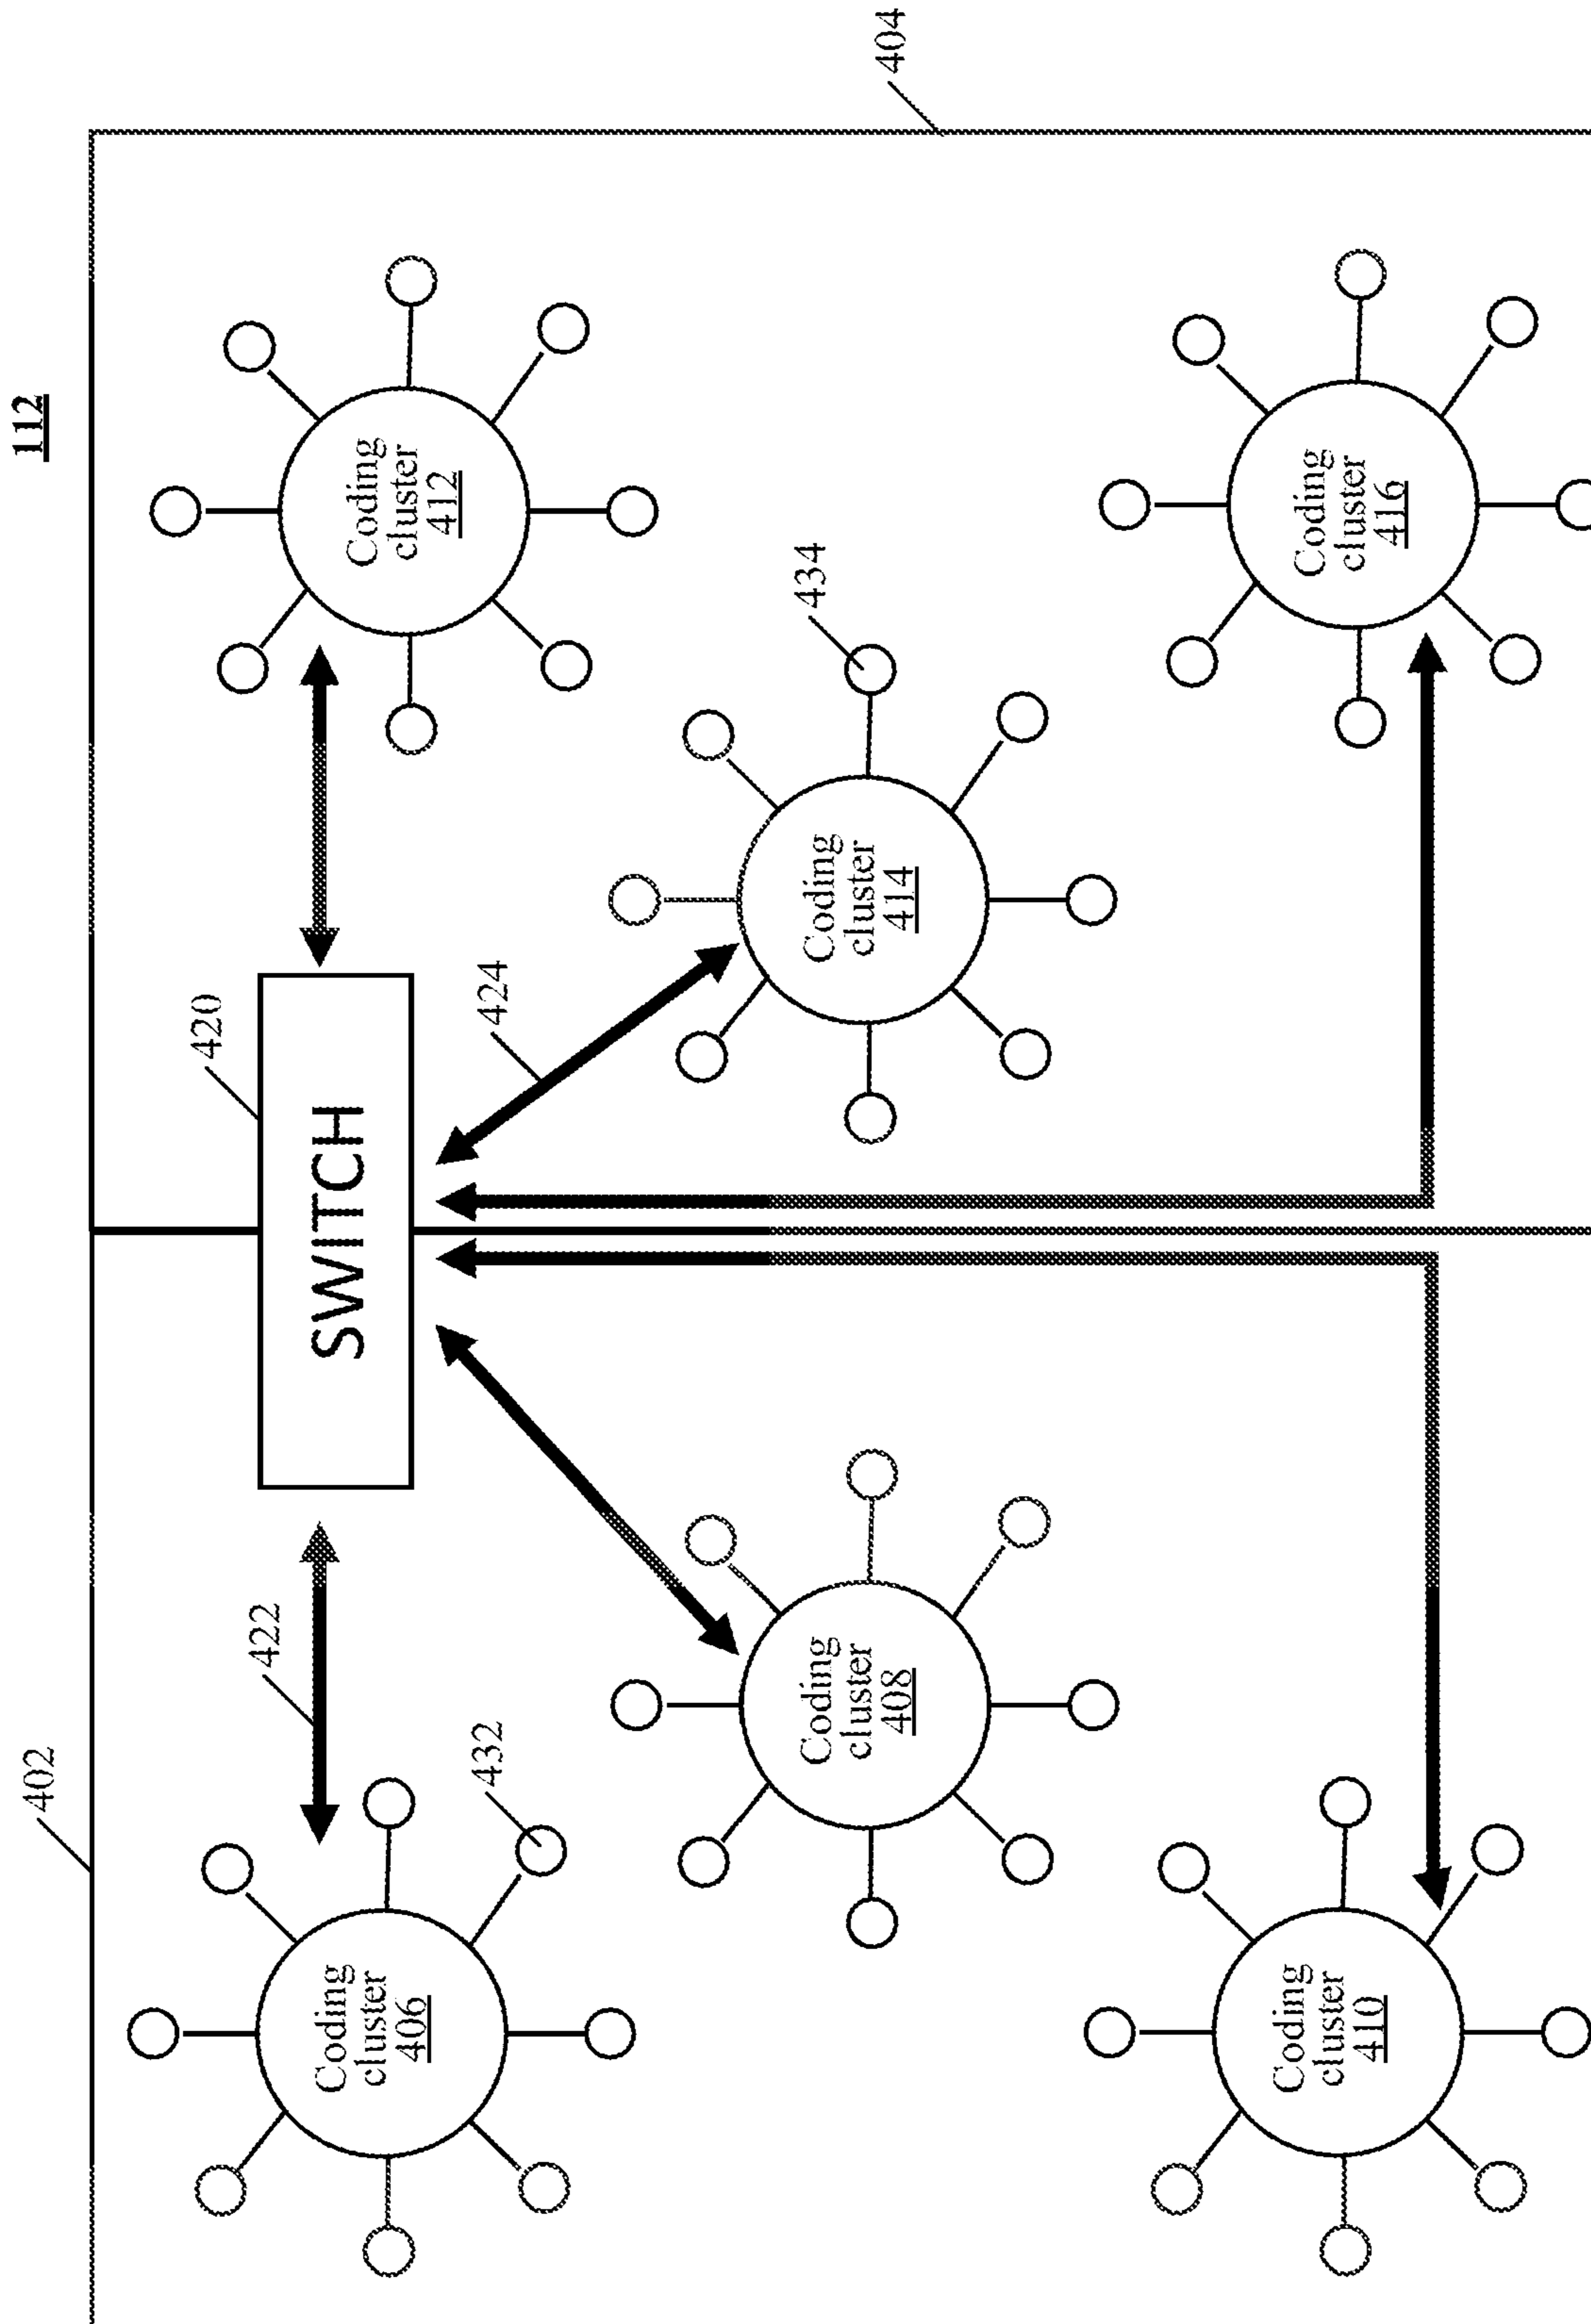 112
402
420
422
SWITCH
Coding
cluster
406
Coding
cluster
412
432
424
434
Coding
cluster
408
Coding
cluster
414
404
Coding
cluster
410
Coding
cluster
416